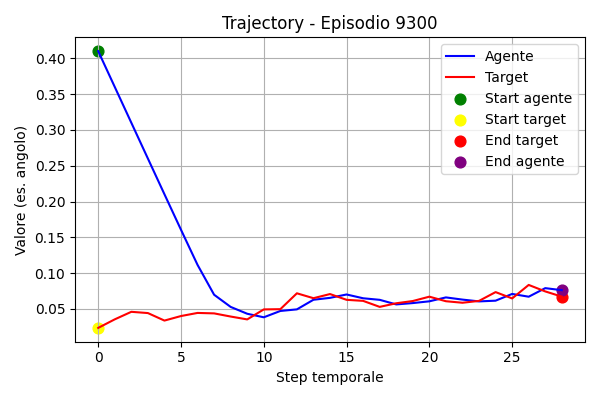 Trajectory - Episodio 9300
Agente
Target
Start agente
Start target
End target
End agente
Valore (es. angolo)
0.40
0.35
0.30
0.25
0.20
0.15
0.10
0.05
0 5 10 15 20 25
Step temporale